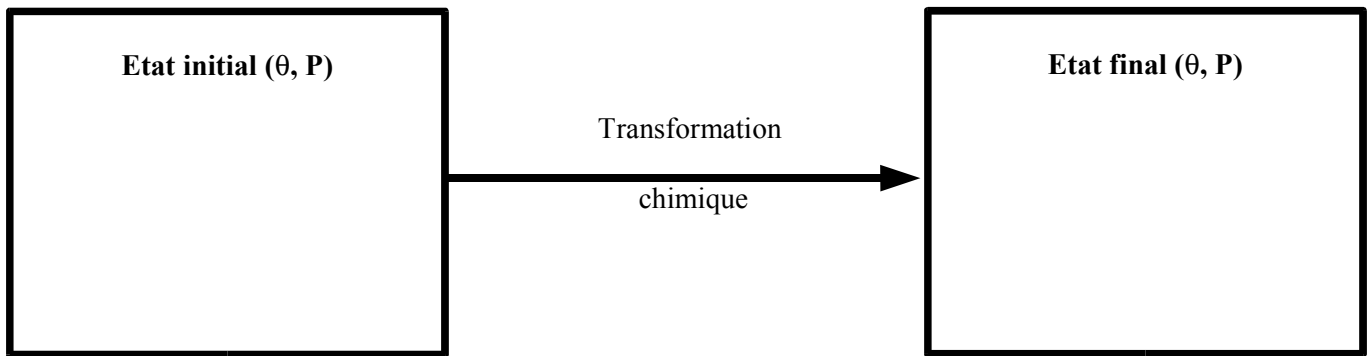 Etat initial (θ, P)
Transformation
chimique
Etat final (θ, P)